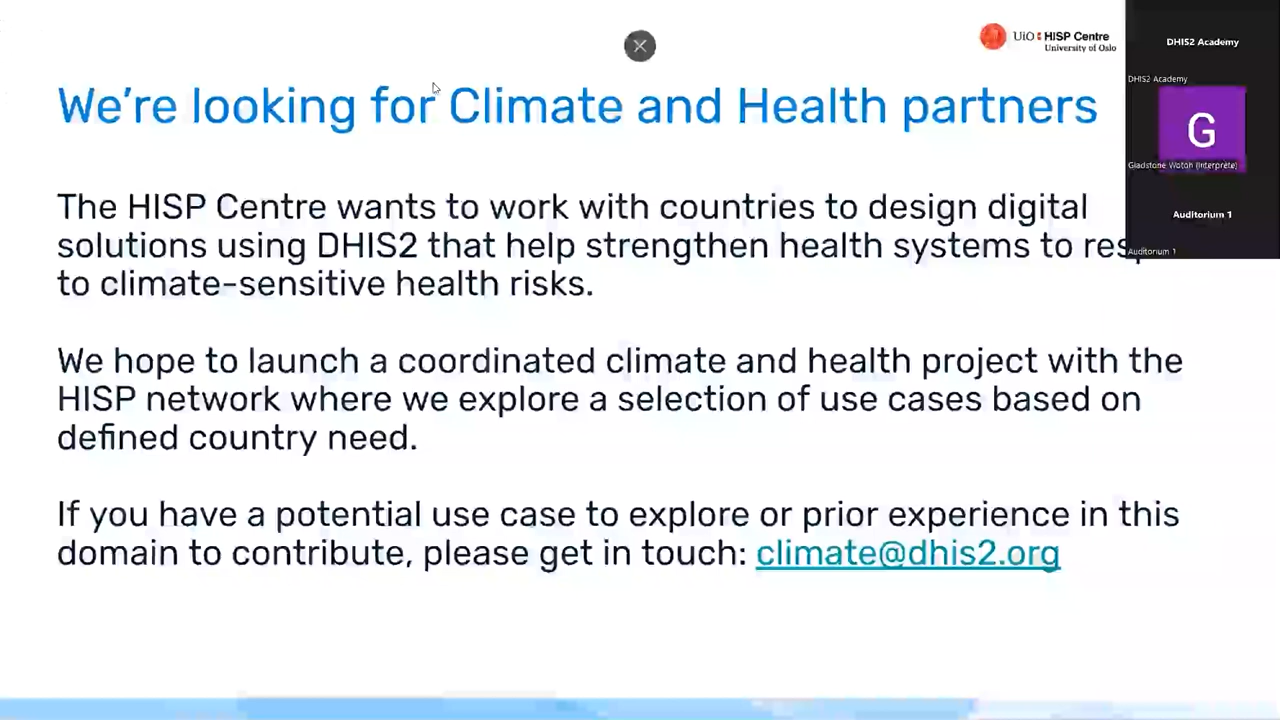 UiO HISP Centre
University of Oslo
DHIS2 Academy
DHIS2 Academy
G
Gladstone Wotoh (Interprète)
Auditorium 1
Auditorium 1
We're looking for Climate and Health partners
The HISP Centre wants to work with countries to design digital
solutions using DHIS2 that help strengthen health systems to
to climate-sensitive health risks.
We hope to launch a coordinated climate and health project with the
HISP network where we explore a selection of use cases based on
defined country need.
If you have a potential use case to explore or prior experience in this
domain to contribute, please get in touch: climate@dhis2.org